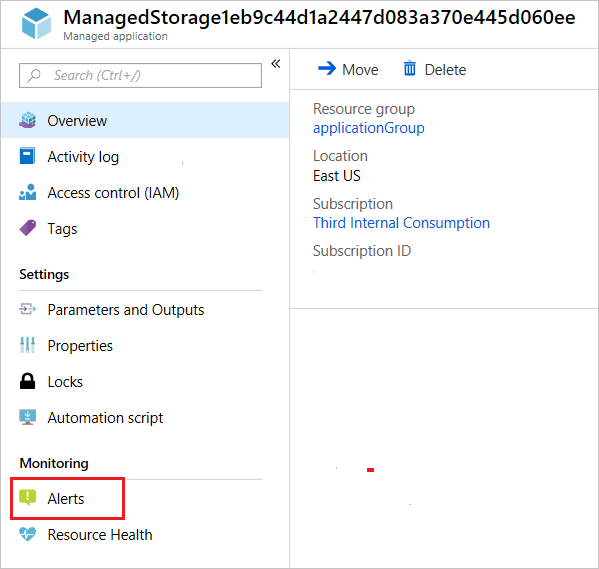 ManagedStorage1eb9c44d1a2447d083a370e445d060ee
Managed application
Search (Ctrl+/)
Overview
Activity log
Access control (IAM)
Tags
Settings
Parameters and Outputs
Properties
Locks
Automation script
Monitoring
Alerts
Resource Health
Move Delete
Resource group
applicationGroup
Location
East US
Subscription
Third Internal Consumption
Subscription ID